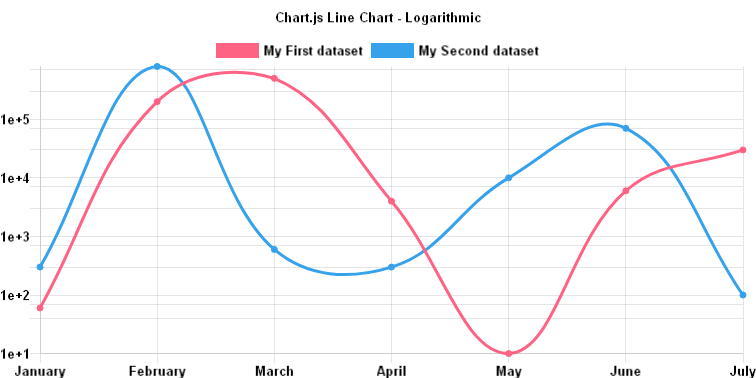 Chart.js Line Chart - Logarithmic
My First dataset My Second dataset
1e+5
1e+4
1e+3
1e+2
1e+1
January February March April May June July